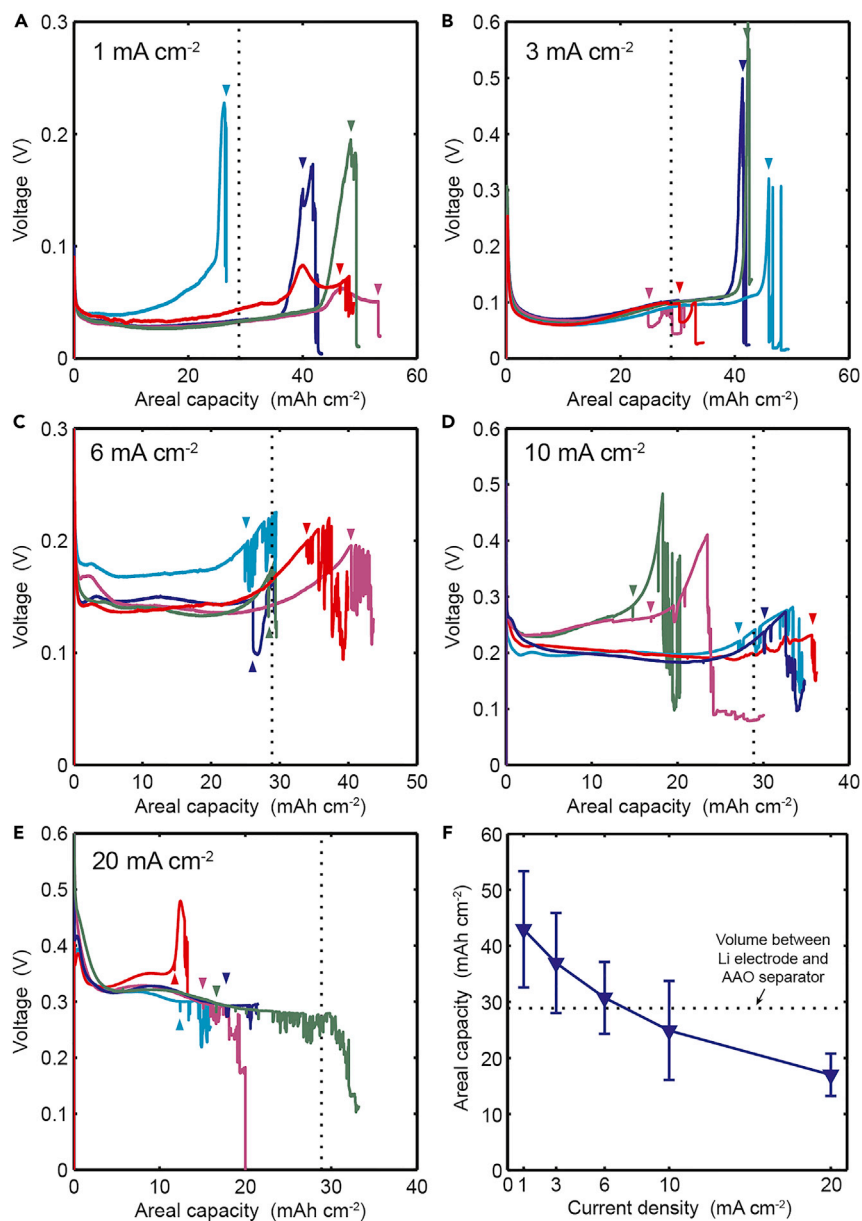 A
1 mA cm-2
0.3
0.2
0.1
0
Voltage (V)
0
20
40
60
Areal capacity (mAh cm-2)
B
3 mA cm-2
0.6
0.5
0.4
0.3
0.2
0.1
0
Voltage (V)
0
20
40
60
Areal capacity (mAh cm-2)
C
6 mA cm-2
0.3
0.2
0.1
0
Voltage (V)
0
10
20
30
40
50
Areal capacity (mAh cm-2)
D
10 mA cm-2
0.6
0.5
0.4
0.3
0.2
0.1
0
Voltage (V)
0
10
20
30
40
Areal capacity (mAh cm-2)
E
20 mA cm-2
0.6
0.5
0.4
0.3
0.2
0.1
0
Voltage (V)
0
10
20
30
40
Areal capacity (mAh cm-2)
F
60
50
40
30
20
10
0
Areal capacity (mAh cm-2)
Volume between
Li electrode and
AAO separator
0
1
3
6
10
20
Current density (mA cm-2)